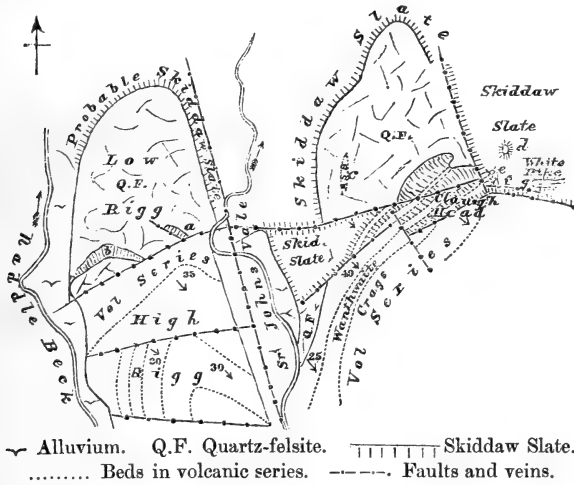 Probable Skiddaw Slate
Skiddaw Slate
Skiddaw
Slate
Low
Q.F.
Rigg
Q.F.
a
b
c
d
White
Pike
e
f
g
Clough
Head
Skid.
Slate
Vol Series
35
High
Rigg
30
Naddle Beck
St Johns Vale
Q.F.
25
40
Wanthwaite Crags
Vol Series
Alluvium. Q.F. Quartz-felsite. Skiddaw Slate.
Beds in volcanic series. Faults and veins.